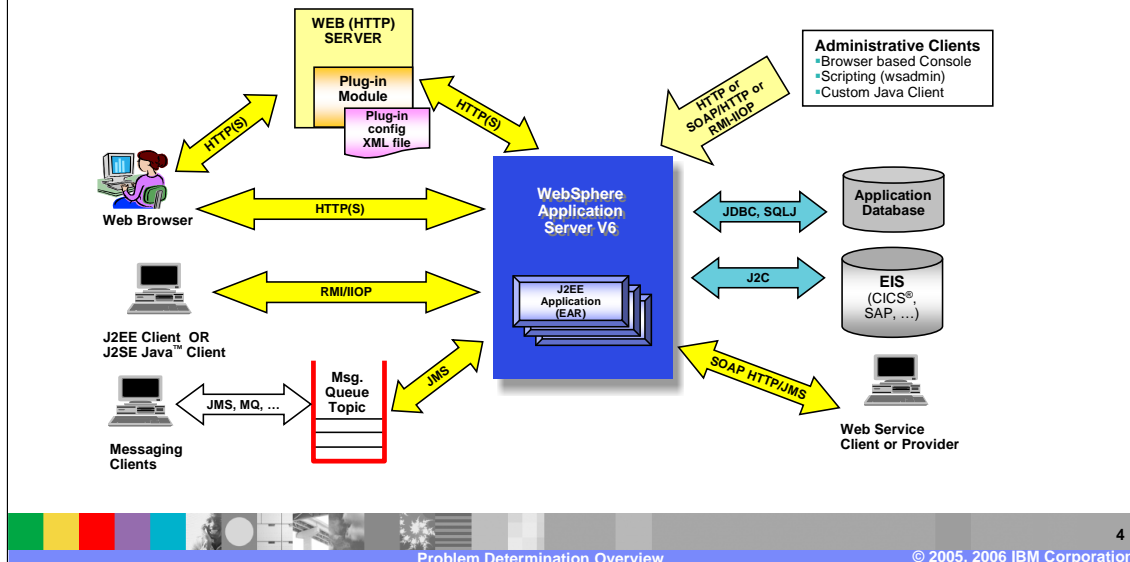 WEB (HTTP)
SERVER
Plug-in
Module
Plug-in
config
XML file
HTTP(S)
HTTP(S)
Administrative Clients
▪Browser based Console
▪Scripting (wsadmin)
▪Custom Java Client
HTTP or
SOAP/HTTP or
RMI-IIOP
Web Browser
HTTP(S)
WebSphere
Application
Server V6
JDBC, SQLJ
Application
Database
J2EE Client OR
J2SE Java™ Client
RMI/IIOP
J2EE
Application
(EAR)
J2C
EIS
(CICS®,
SAP, …)
Messaging
Clients
JMS, MQ, …
Msg.
Queue
Topic
JMS
SOAP HTTP/JMS
Web Service
Client or Provider
4
Problem Determination Overview
© 2005, 2006 IBM Corporation